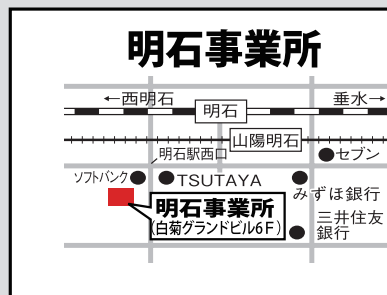 明石事業所
←西明石
垂水→
明石
山陽明石
明石駅西口
セブン
ソフトバンク
TSUTAYA
みずほ銀行
明石事業所
(白菊グランドビル6F)
三井住友
銀行